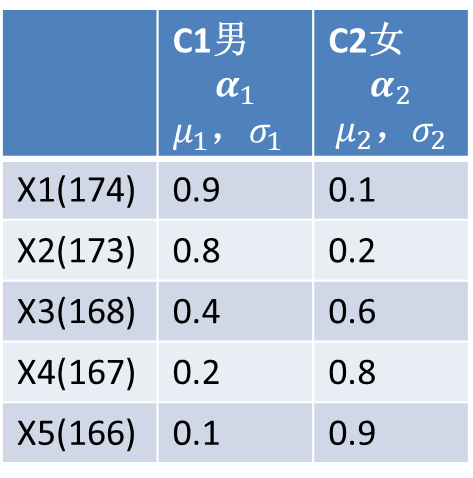 C1男 C2女
α1 α2
μ1，σ1 μ2，σ2
X1(174) 0.9 0.1
X2(173) 0.8 0.2
X3(168) 0.4 0.6
X4(167) 0.2 0.8
X5(166) 0.1 0.9